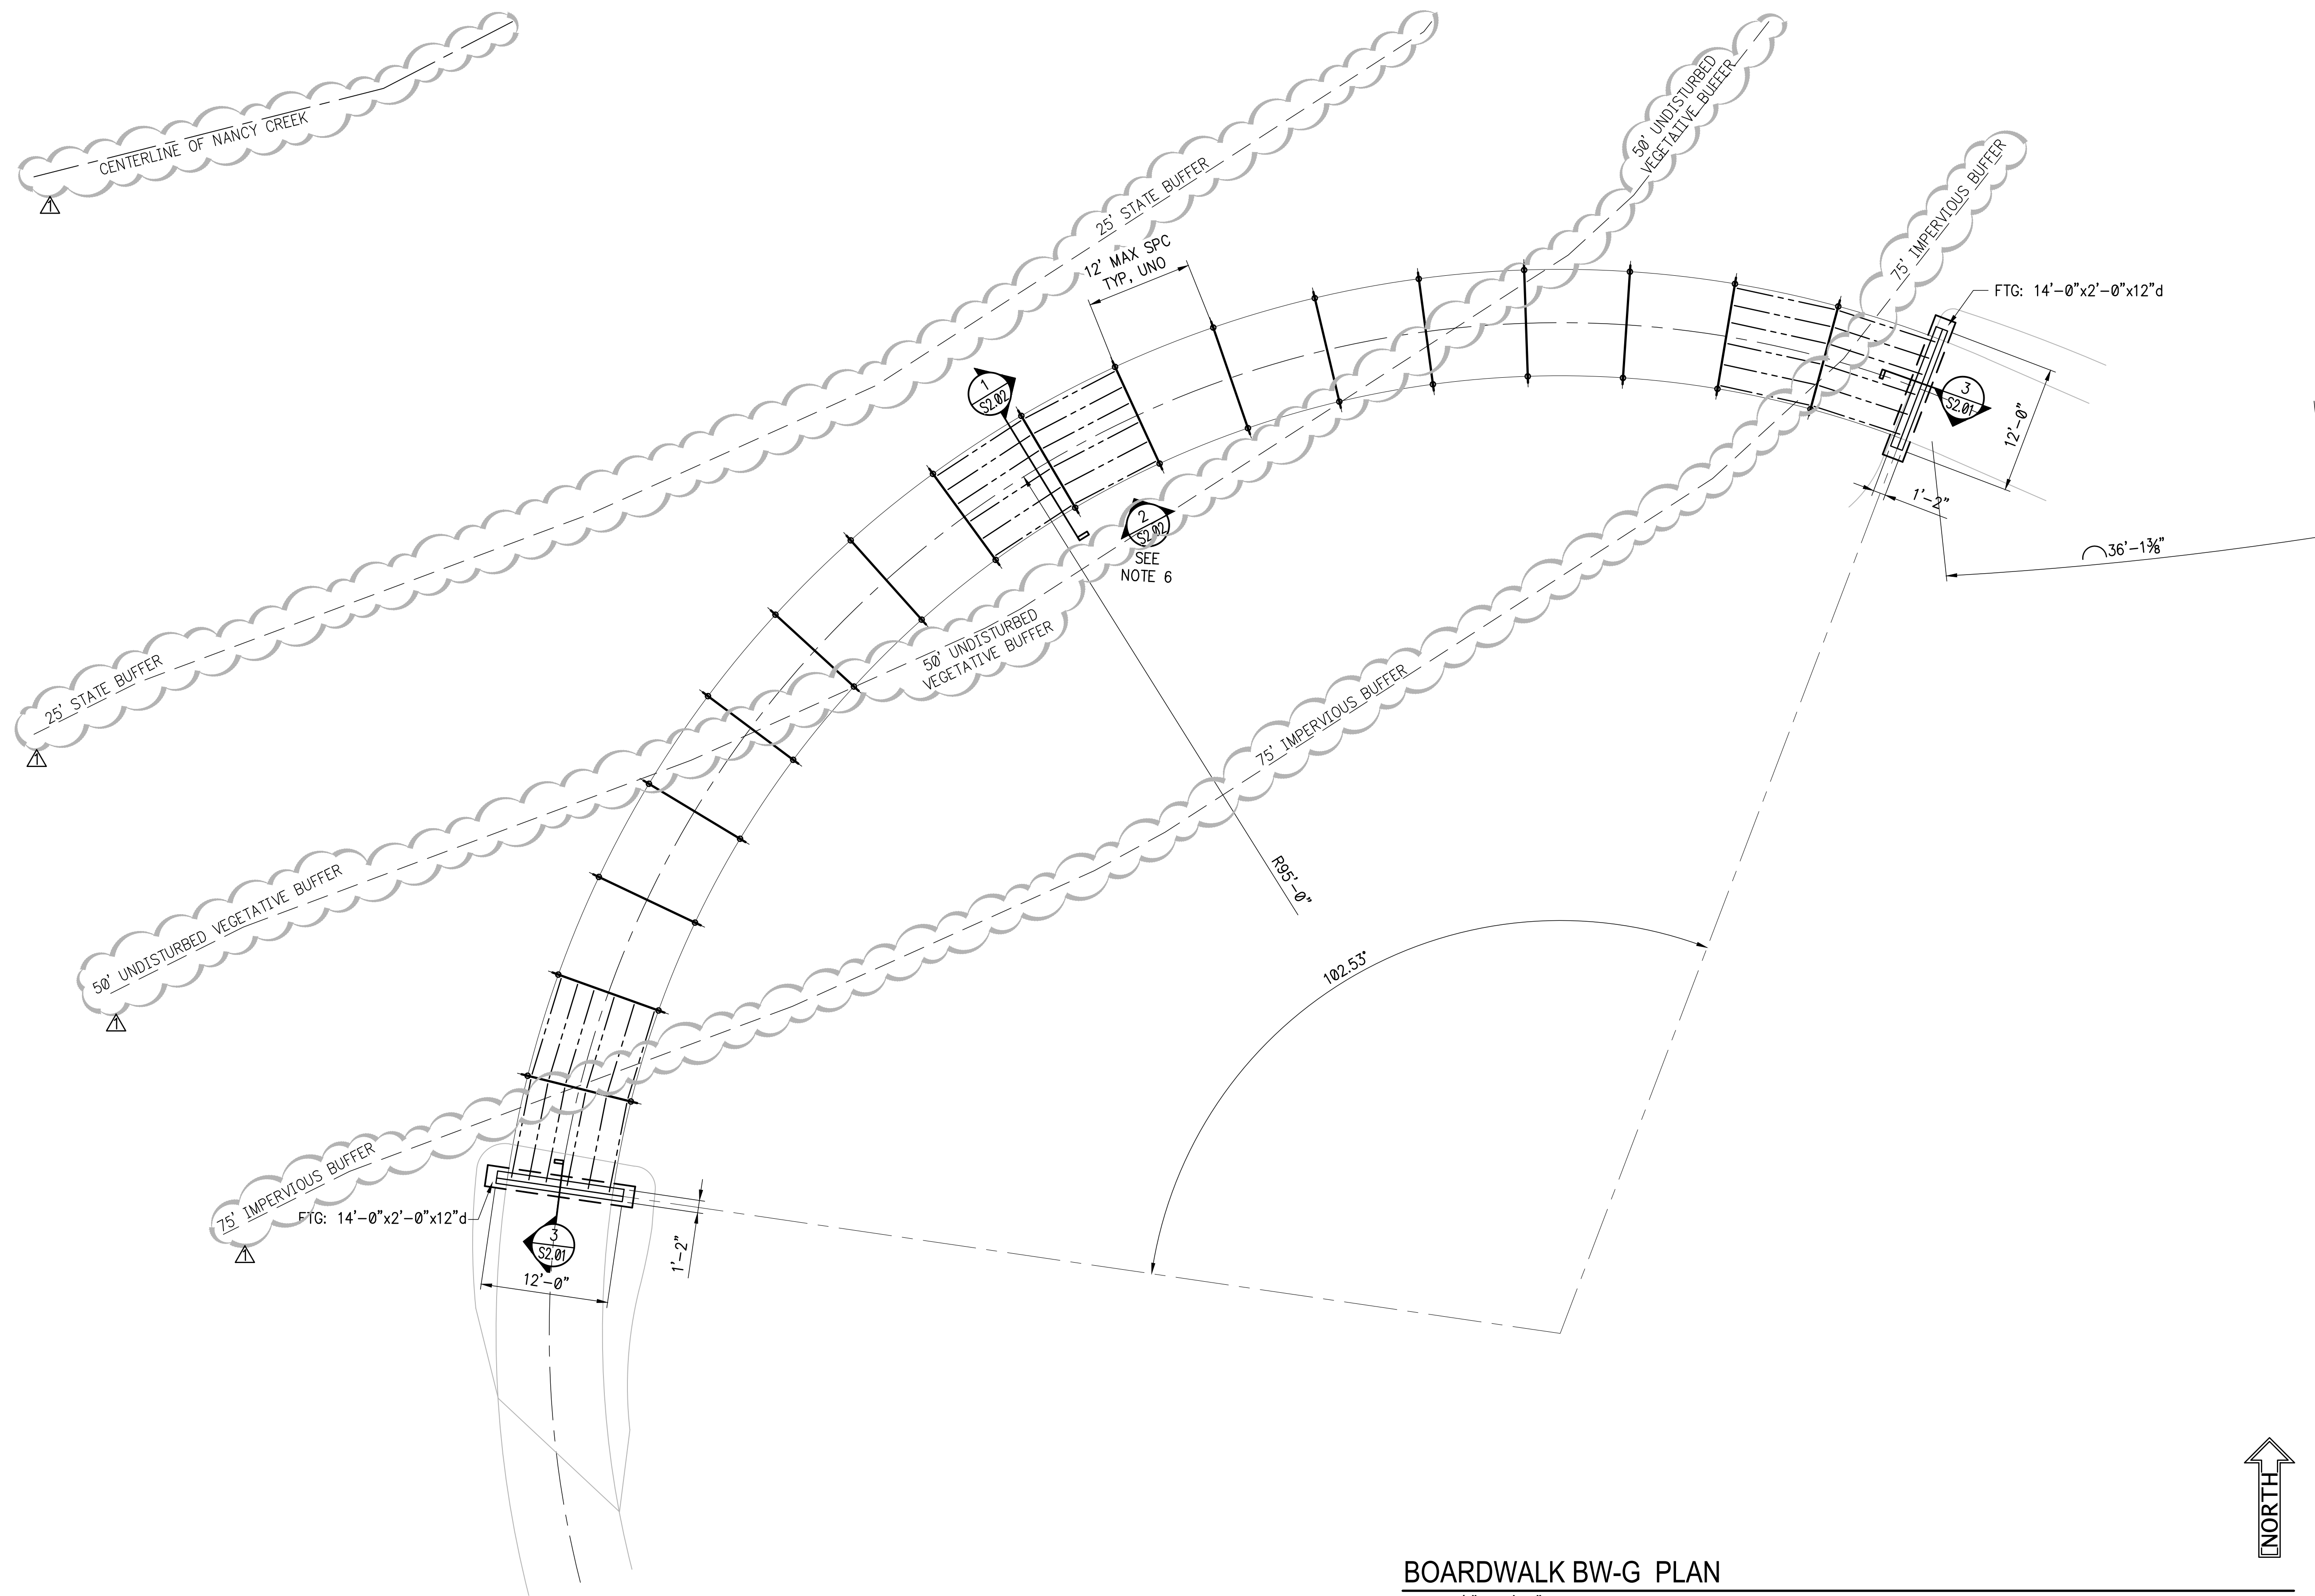 CENTERLINE OF NANCY CREEK
1
25' STATE BUFFER
50' UNDISTURBED
VEGETATIVE BUFFER
75' IMPERVIOUS BUFFER
12' MAX SPC
TYP, UNO
FTG: 14'-0"x2'-0"x12"d
1
S2.02
3
S2.01
12'-0"
1'-2"
2
S2.02
SEE
NOTE 6
36'-1⅜"
25' STATE BUFFER
1
50' UNDISTURBED
VEGETATIVE BUFFER
75' IMPERVIOUS BUFFER
R95'-0"
50' UNDISTURBED VEGETATIVE BUFFER
1
102.53°
75' IMPERVIOUS BUFFER
1
FTG: 14'-0"x2'-0"x12"d
3
S2.01
12'-0"
1'-2"
NORTH
BOARDWALK BW-G PLAN